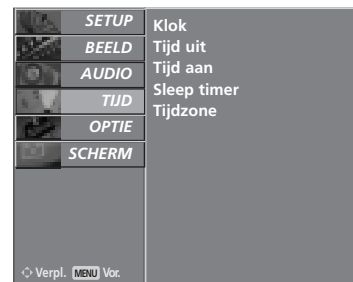 SETUP
BEELD
AUDIO
TIJD
OPTIE
SCHERM
Verpl. MENU Vor.
Klok
Tijd uit
Tijd aan
Sleep timer
Tijdzone